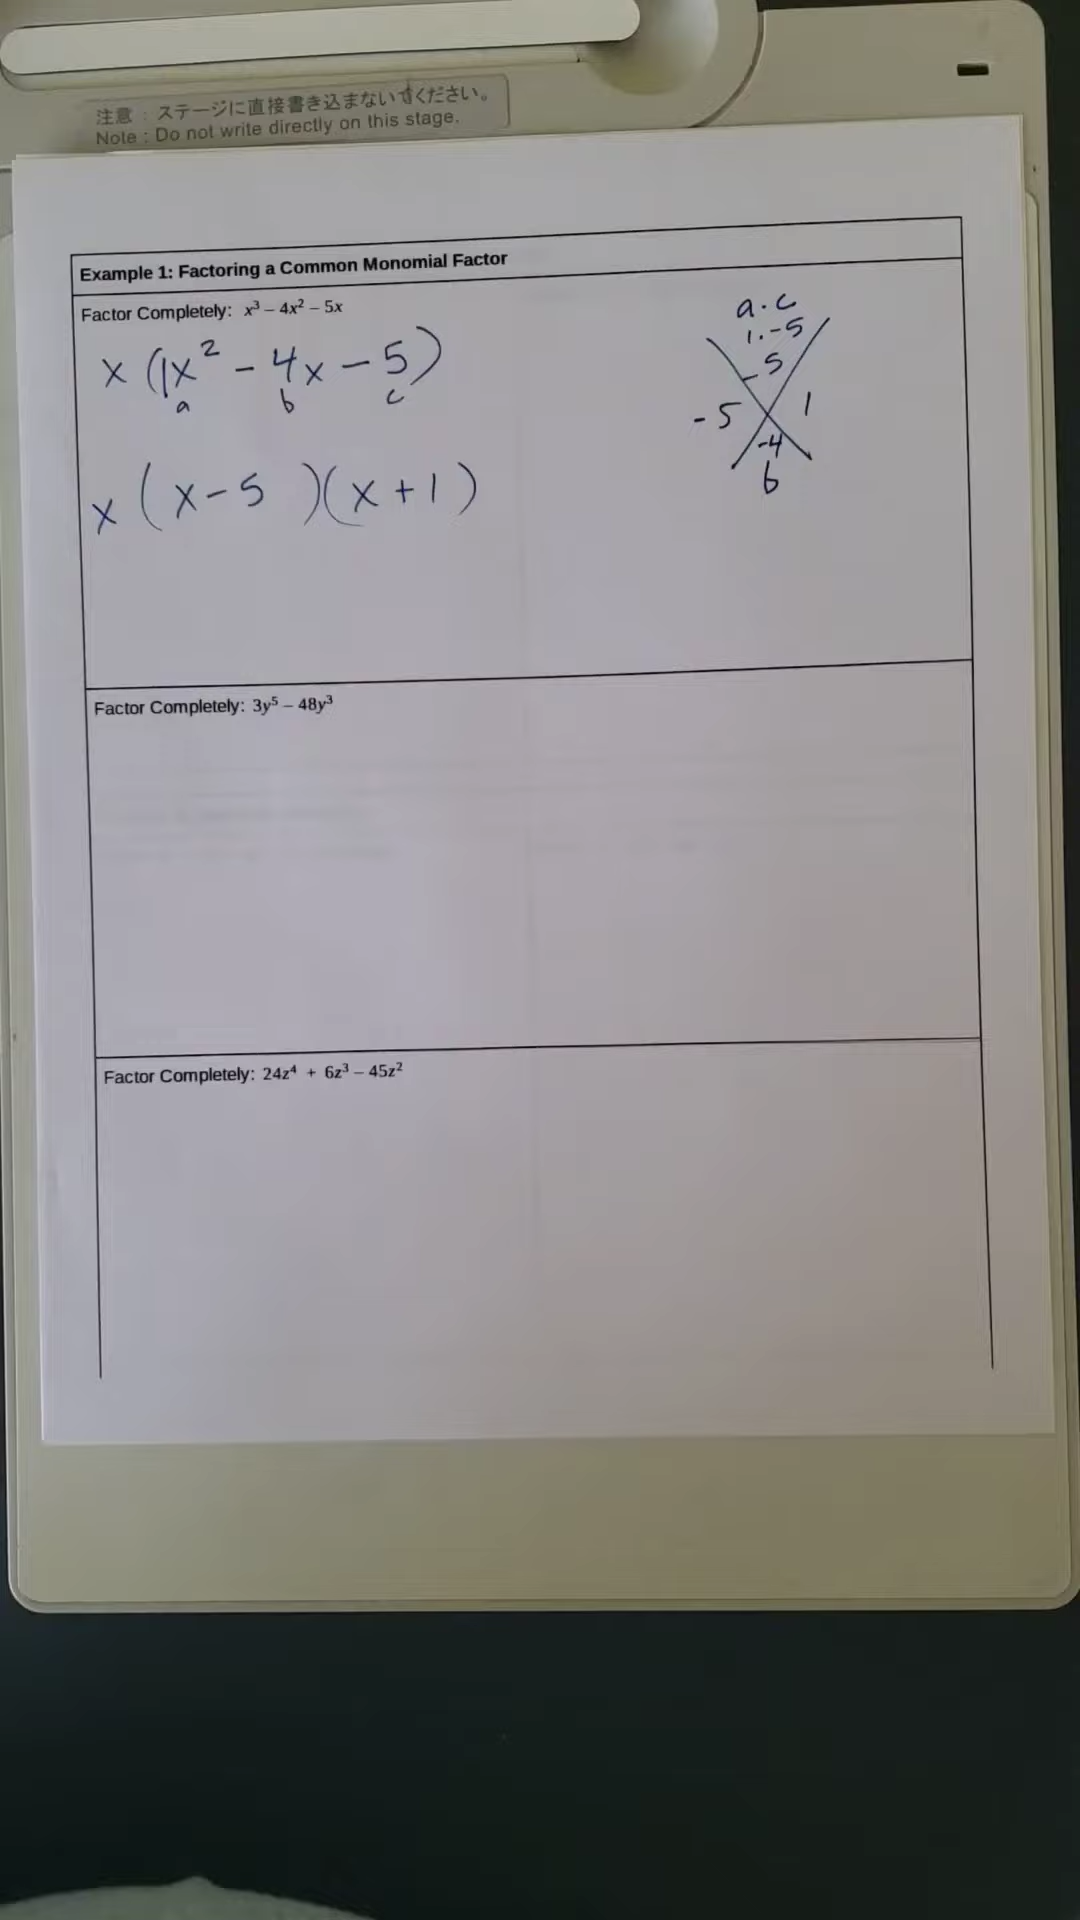 注意：ステージに直接書き込まないでください。
Note : Do not write directly on this stage.
Example 1: Factoring a Common Monomial Factor
Factor Completely: x³ – 4x² – 5x
x (1x² - 4x - 5)
a b c
x (x-5)(x+1)
a·c
1·-5
-5
-5 1
-4
b
Factor Completely: 3y⁵ – 48y³
Factor Completely: 24z⁴ + 6z³ – 45z²